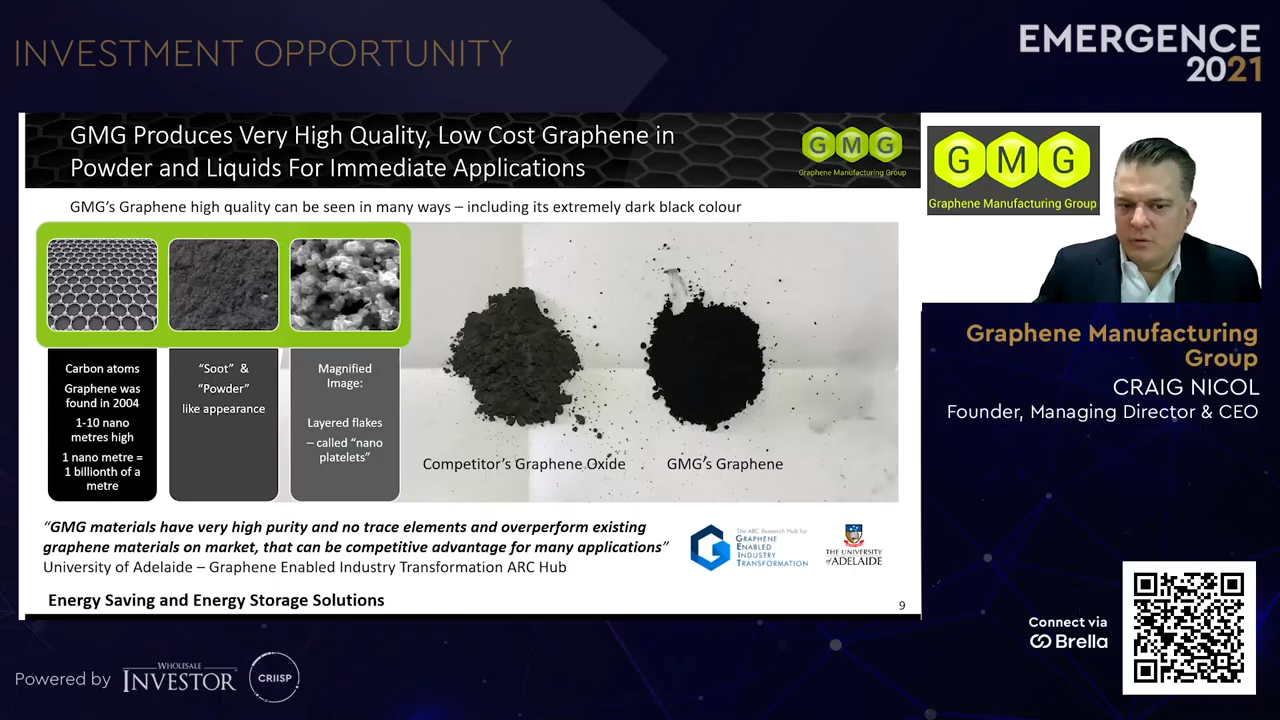 INVESTMENT OPPORTUNITY
EMERGENCE
2021
GMG Produces Very High Quality, Low Cost Graphene in
Powder and Liquids For Immediate Applications
GMG
Graphene Manufacturing Group
GMG
Graphene Manufacturing Group
GMG's Graphene high quality can be seen in many ways – including its extremely dark black colour
Carbon atoms
Graphene was
found in 2004
1-10 nano
metres high
1 nano metre =
1 billionth of a
metre
"Soot" &
"Powder"
like appearance
Magnified
Image:
Layered flakes
– called "nano
platelets"
Competitor's Graphene Oxide
GMG's Graphene
Graphene Manufacturing
Group
CRAIG NICOL
Founder, Managing Director & CEO
"GMG materials have very high purity and no trace elements and overperform existing
graphene materials on market, that can be competitive advantage for many applications"
University of Adelaide – Graphene Enabled Industry Transformation ARC Hub
The ARC Research Hub for
GRAPHENE
ENABLED
INDUSTRY
TRANSFORMATION
THE UNIVERSITY
of ADELAIDE
Energy Saving and Energy Storage Solutions
9
Connect via
Brella
Powered by
WHOLESALE
INVESTOR
CRIISP